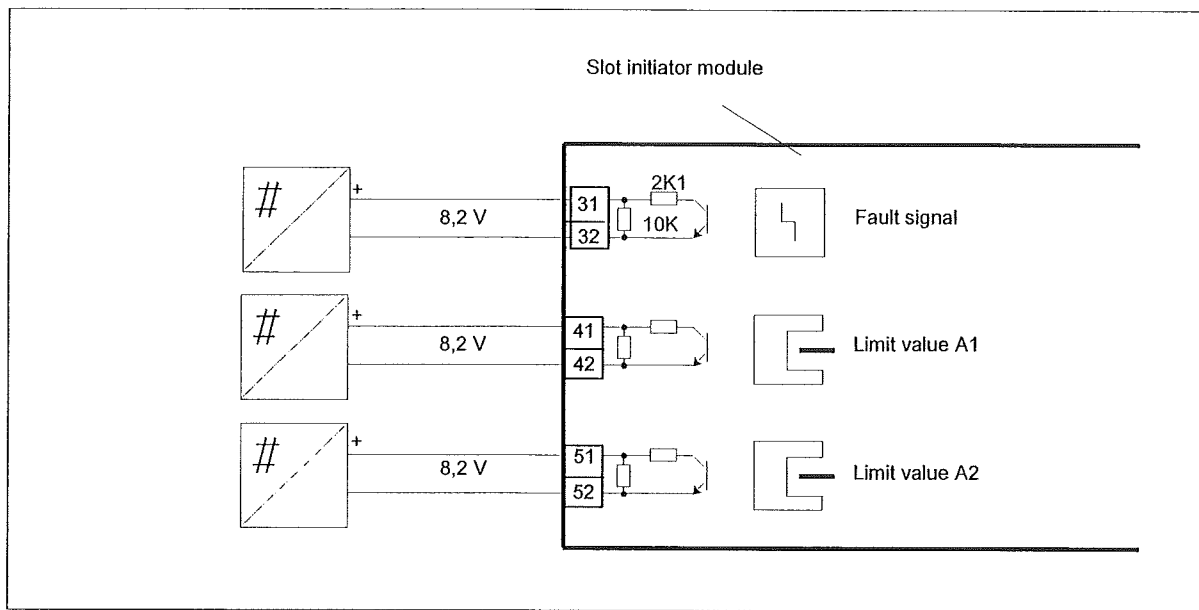 Slot initiator module
#
+
8,2 V
31
32
2K1
10K
Fault signal
#
+
8,2 V
41
42
Limit value A1
#
+
8,2 V
51
52
Limit value A2